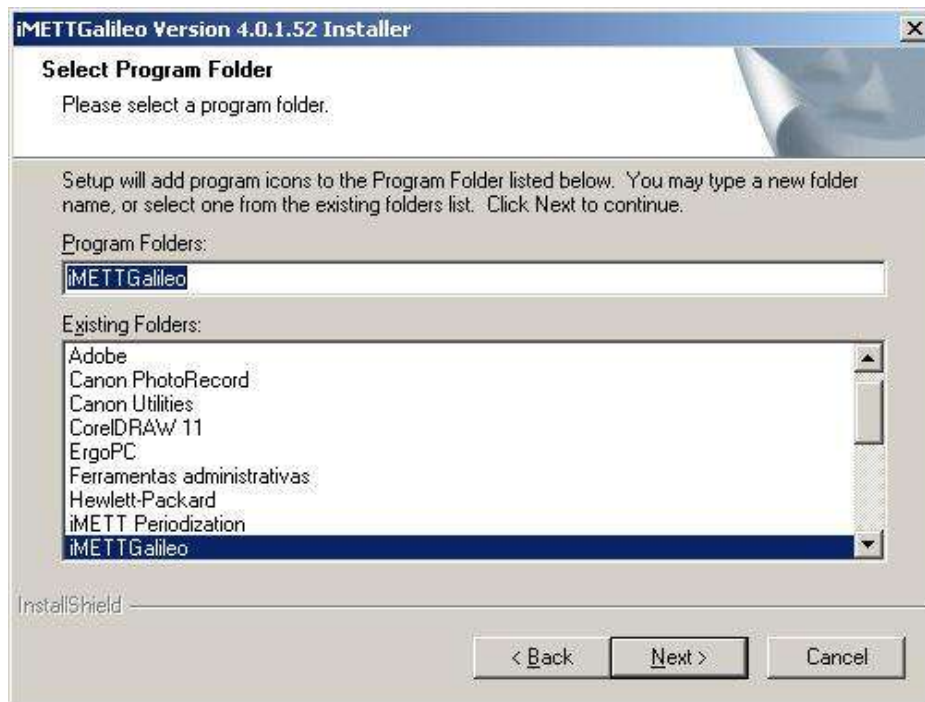 iMETTGalileo Version 4.0.1.52 Installer
Select Program Folder
Please select a program folder.
Setup will add program icons to the Program Folder listed below. You may type a new folder
name, or select one from the existing folders list. Click Next to continue.
Program Folders:
iMETTGalileo
Existing Folders:
Adobe
Canon PhotoRecord
Canon Utilities
CorelDRAW 11
ErgoPC
Ferramentas administrativas
Hewlett-Packard
iMETT Periodization
iMETTGalileo
InstallShield
< Back Next > Cancel